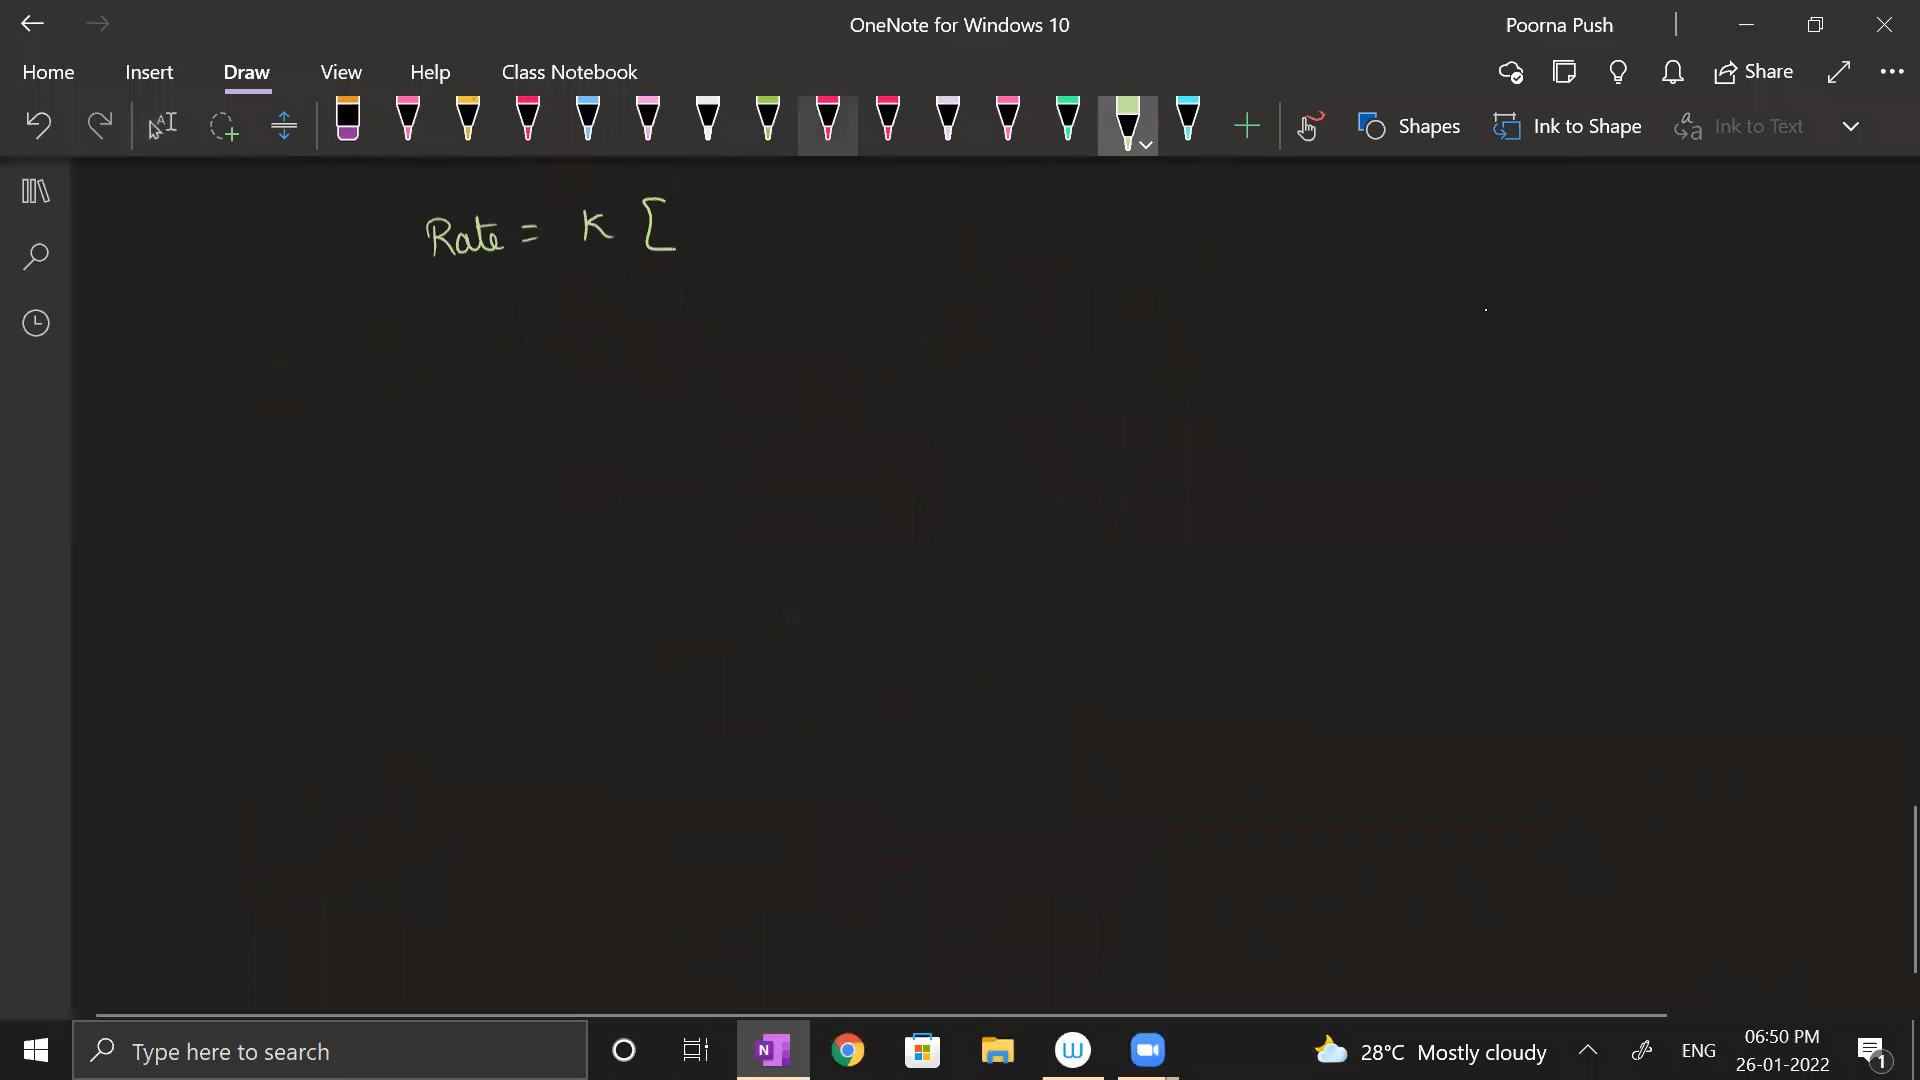 OneNote for Windows 10
Poorna Push
Home Insert Draw View Help Class Notebook
Share
Shapes Ink to Shape Ink to Text
Rate = K [
Type here to search
28°C Mostly cloudy
ENG
06:50 PM
26-01-2022
1